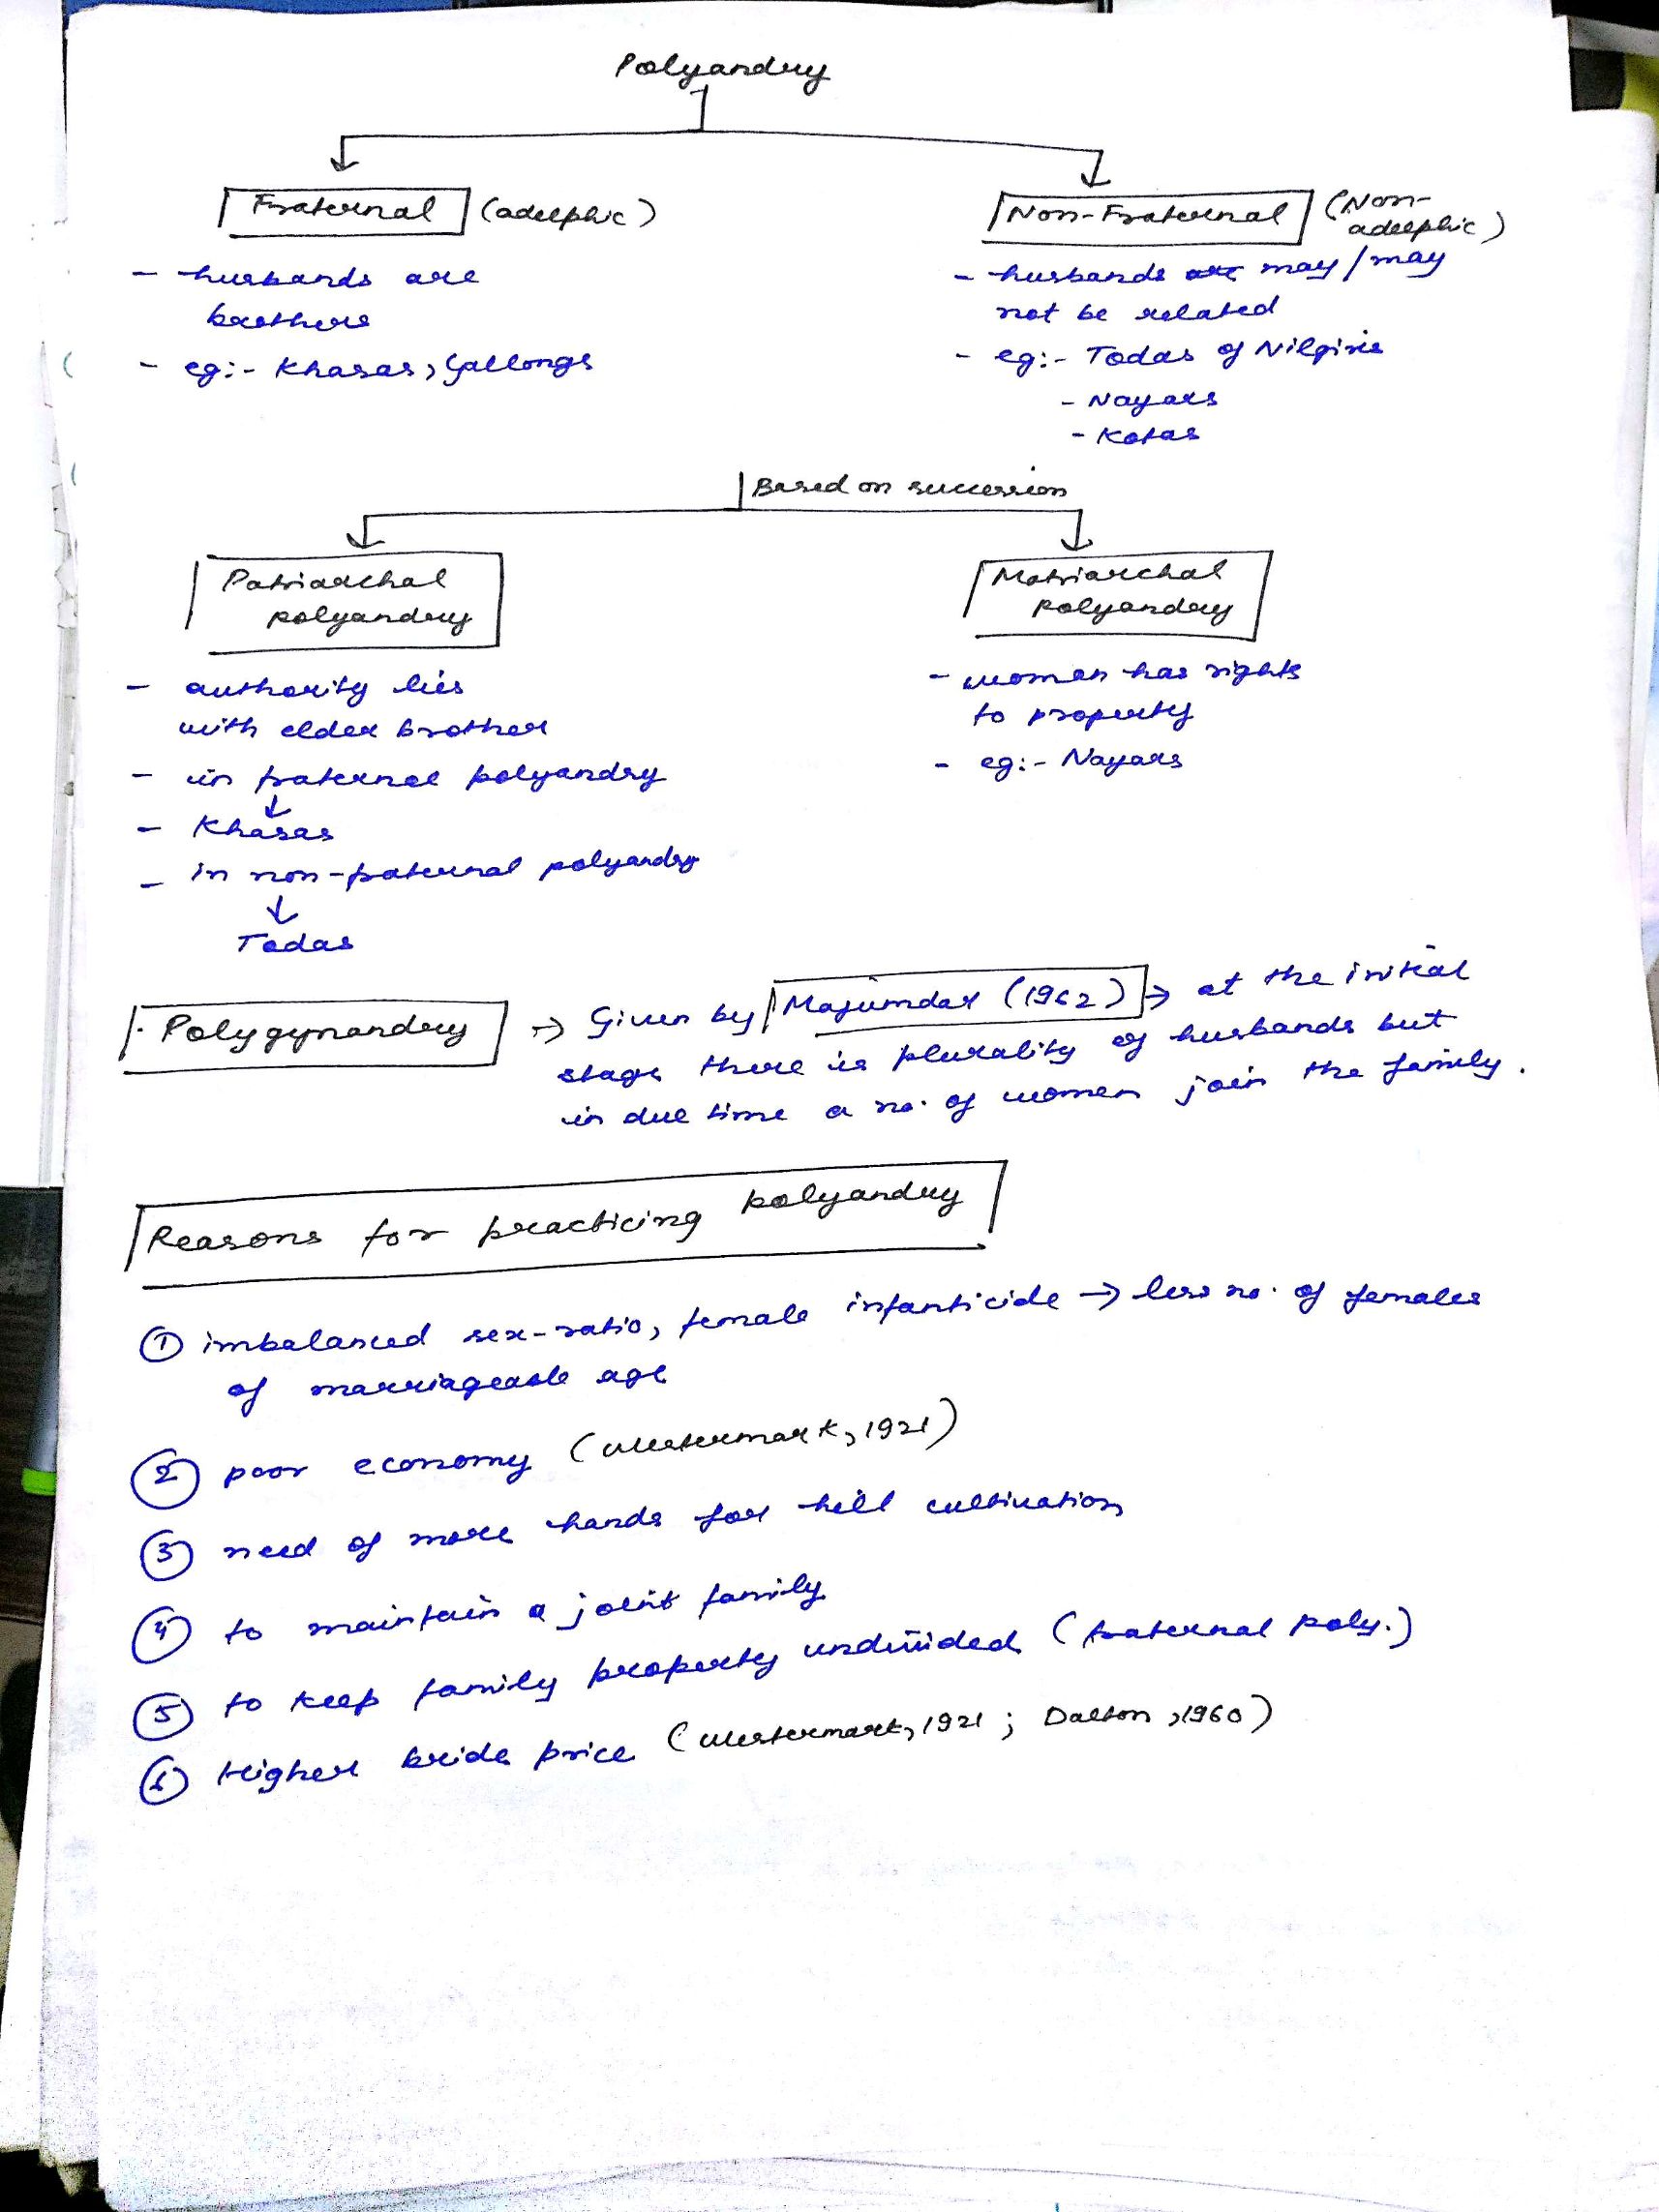 Polyandry
Fraternal (adelphic)
Non-Fraternal (Non-
adelphic)
- husbands are
brothers
- eg:- Khasas, Gallongs
- husbands may / may
not be related
- eg:- Todas of Nilgiris
- Nayars
- Kotas
Based on succession
Patriarchal
polyandry
Matriarchal
polyandry
- authority lies
with elder brother
- in fraternal polyandry
↓
- Khasas
- in non-fraternal polyandry
↓
Todas
- women has rights
to property
- eg:- Nayars
· Polygynandry → Given by Majumdar (1962) → at the initial
stage there is plurality of husbands but
in due time a no. of women join the family.
Reasons for practicing polyandry
① imbalanced sex-ratio, female infanticide → less no. of females
of marriageable age
② poor economy (Westermark, 1921)
③ need of more hands for hill cultivation
④ to maintain a joint family
⑤ to keep family property undivided (fraternal poly.)
⑥ Higher bride price (Westermark, 1921 ; Dalton, 1960)